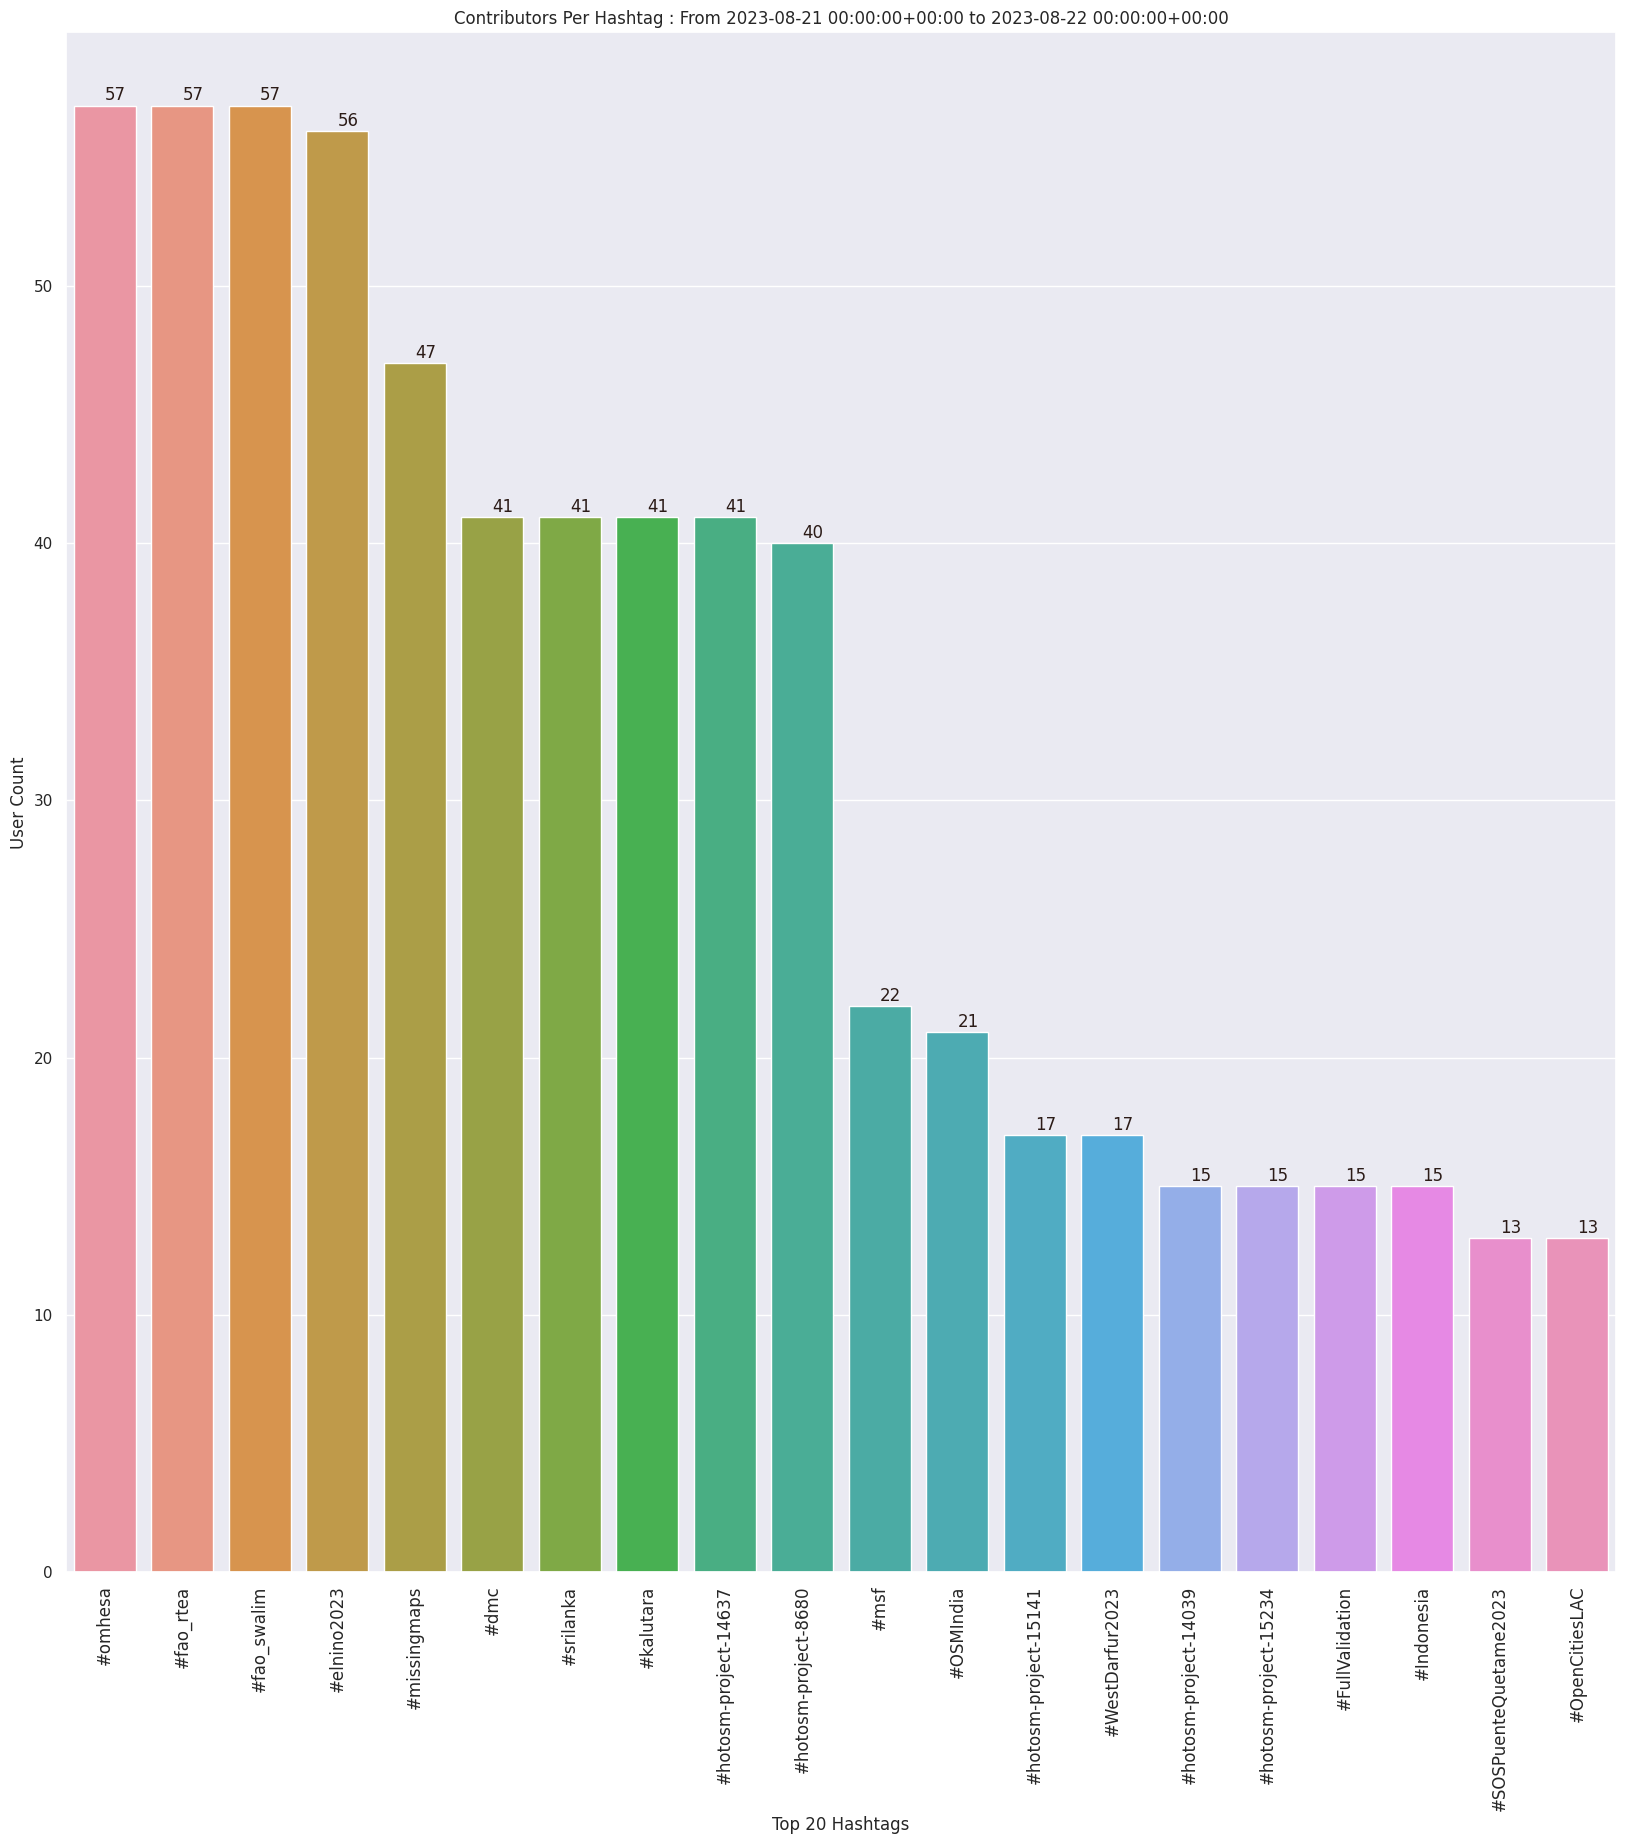 Contributors Per Hashtag : From 2023-08-21 00:00:00+00:00 to 2023-08-22 00:00:00+00:00
57
57
57
56
47
41
41
41
41
40
22
21
17
17
15
15
15
15
13
13
User Count
50
40
30
20
10
0
#omhesa
#fao_rtea
#fao_swalim
#elnino2023
#missingmaps
#dmc
#srilanka
#kalutara
#hotosm-project-14637
#hotosm-project-8680
#msf
#OSMIndia
#hotosm-project-15141
#WestDarfur2023
#hotosm-project-14039
#hotosm-project-15234
#FullValidation
#Indonesia
#SOSPuenteQuetame2023
#OpenCitiesLAC
Top 20 Hashtags